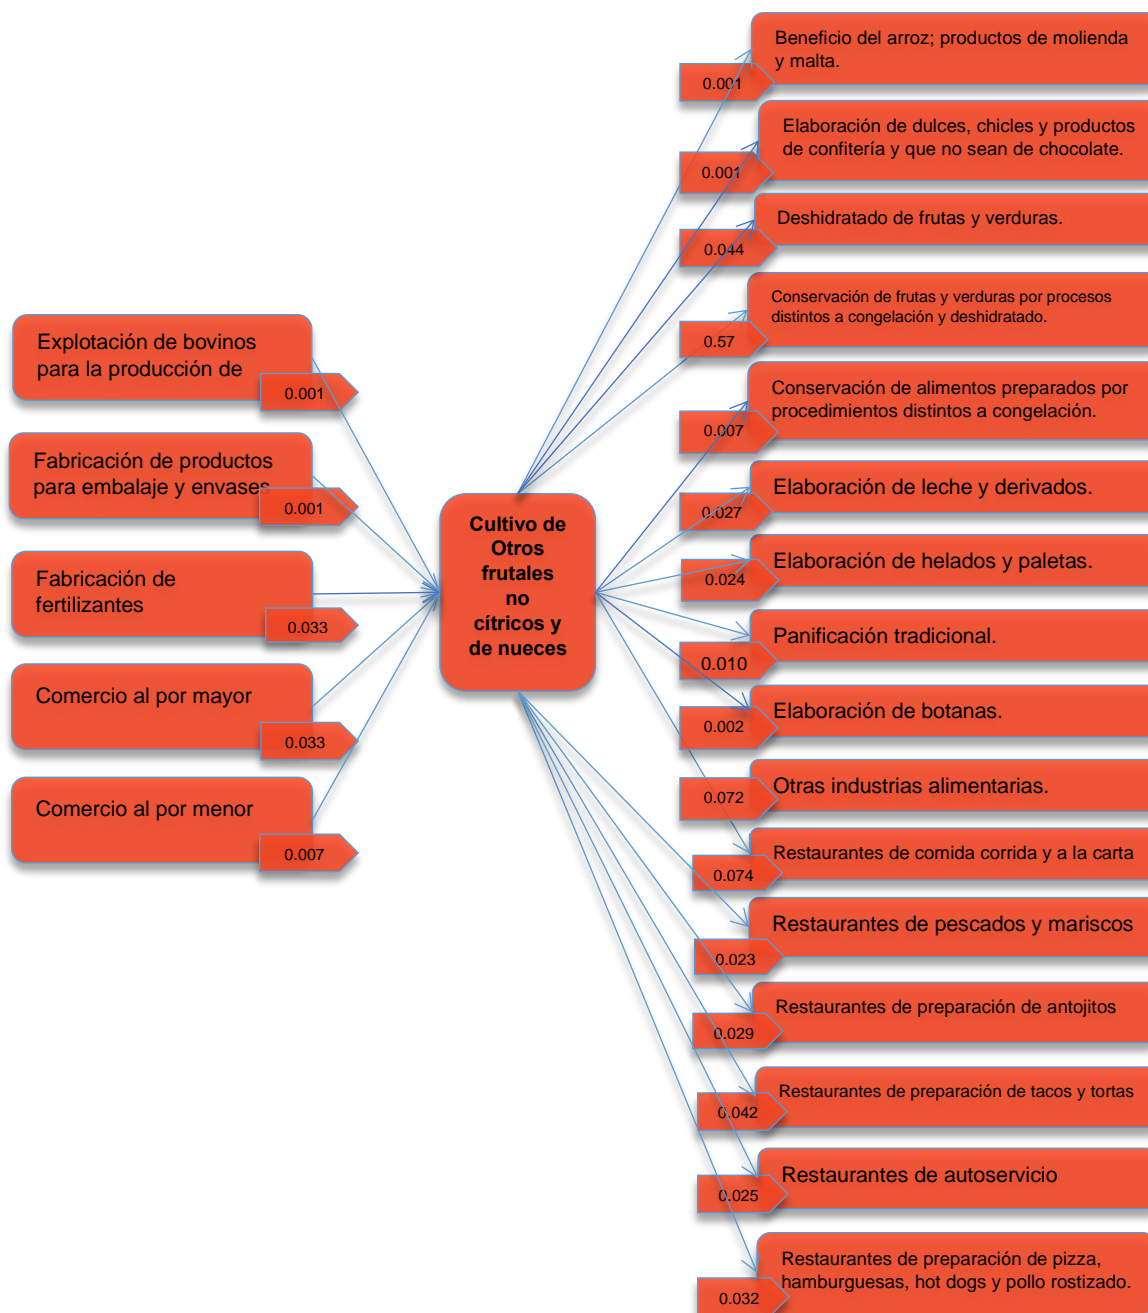 Explotación de bovinos
para la producción de
0.001
Fabricación de productos
para embalaje y envases
0.001
Fabricación de
fertilizantes
0.033
Comercio al por mayor
0.033
Comercio al por menor
0.007
Cultivo de
Otros
frutales
no
cítricos y
de nueces
Beneficio del arroz; productos de molienda
y malta.
0.001
Elaboración de dulces, chicles y productos
de confitería y que no sean de chocolate.
0.001
Deshidratado de frutas y verduras.
0.044
Conservación de frutas y verduras por procesos
distintos a congelación y deshidratado.
0.57
Conservación de alimentos preparados por
procedimientos distintos a congelación.
0.007
Elaboración de leche y derivados.
0.027
Elaboración de helados y paletas.
0.024
Panificación tradicional.
0.010
Elaboración de botanas.
0.002
Otras industrias alimentarias.
0.072
Restaurantes de comida corrida y a la carta
0.074
Restaurantes de pescados y mariscos
0.023
Restaurantes de preparación de antojitos
0.029
Restaurantes de preparación de tacos y tortas
0.042
Restaurantes de autoservicio
0.025
Restaurantes de preparación de pizza,
hamburguesas, hot dogs y pollo rostizado.
0.032